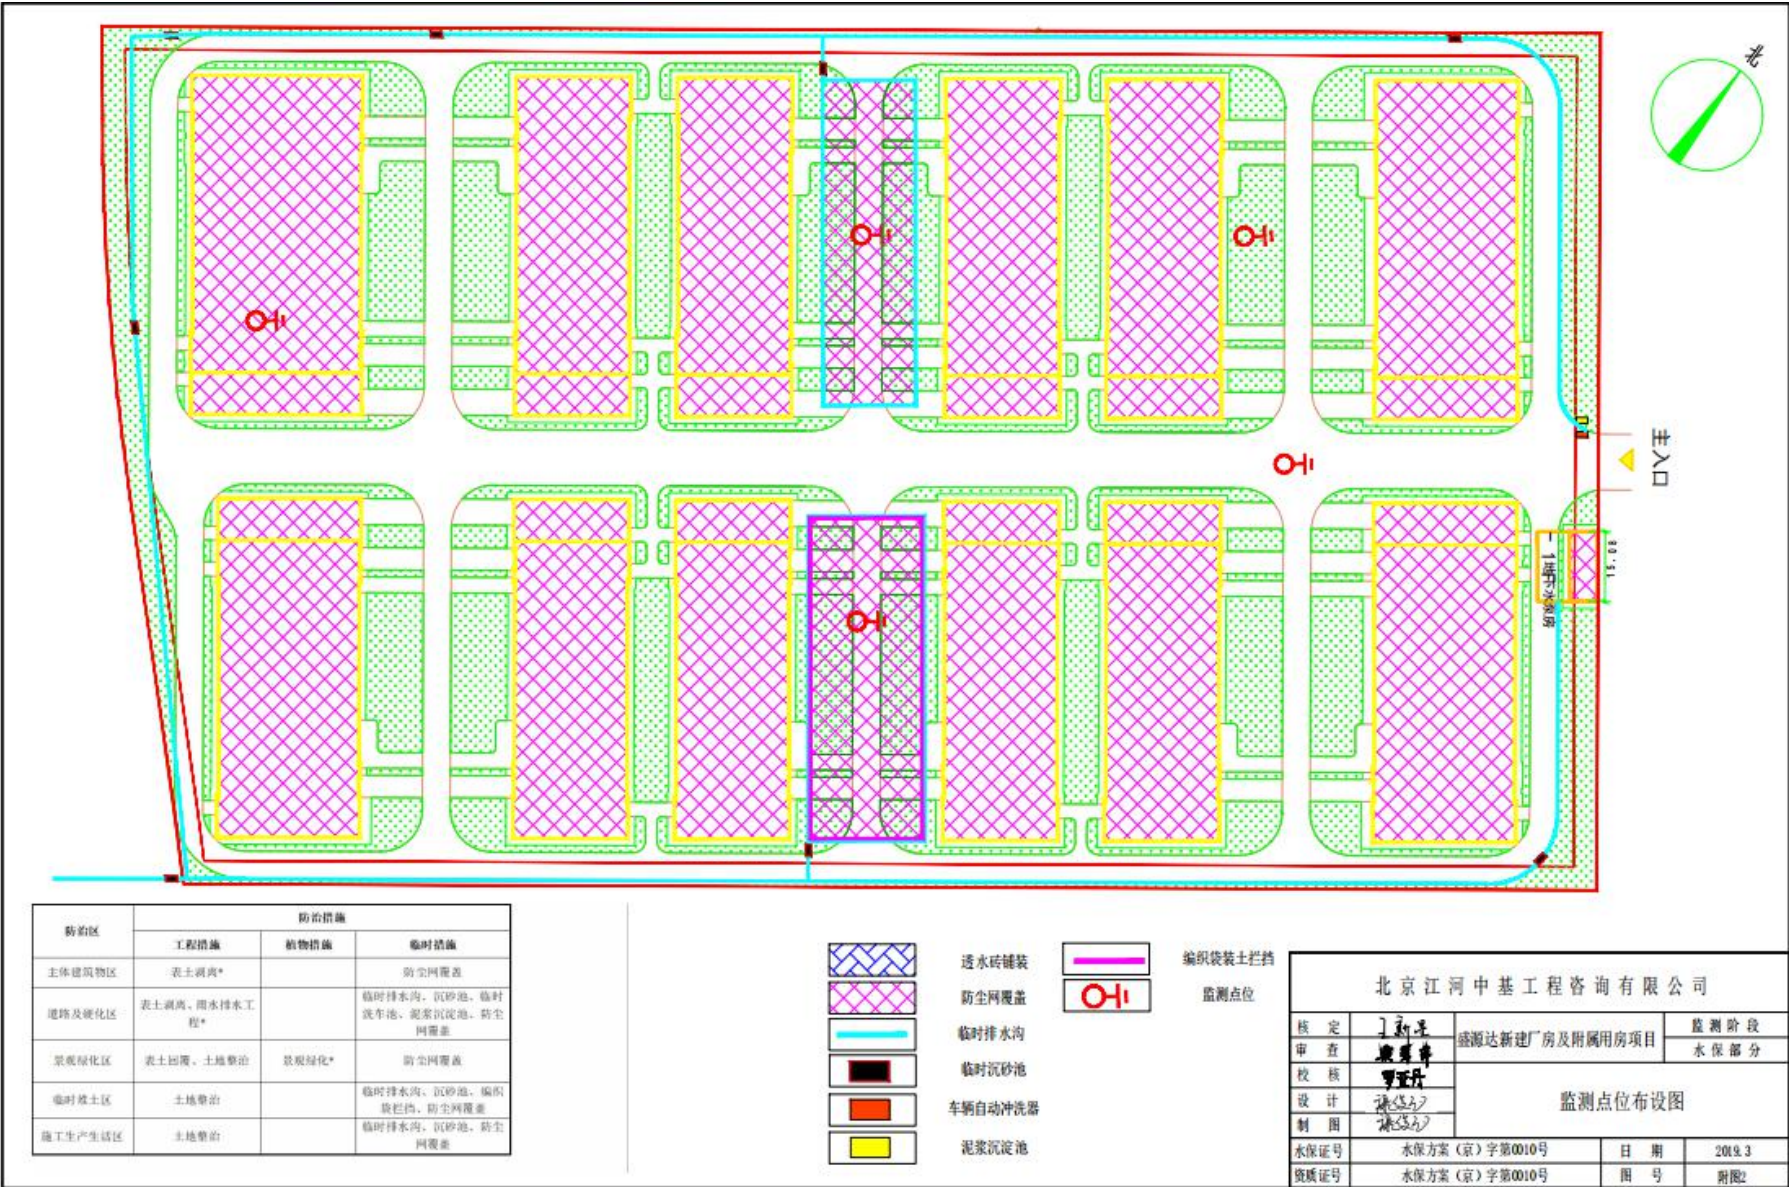 北
主入口
15.08
地下水泵房
防治区
防治措施
工程措施
植物措施
临时措施
主体建筑物区
表土剥离*
防尘网覆盖
道路及硬化区
表土剥离、雨水排水工
程*
临时排水沟、沉砂池、临时
洗车池、泥浆沉淀池、防尘
网覆盖
景观绿化区
表土回覆、土地整治
景观绿化*
防尘网覆盖
临时堆土区
土地整治
临时排水沟、沉砂池、编织
袋拦挡、防尘网覆盖
施工生产生活区
土地整治
临时排水沟、沉砂池、防尘
网覆盖
透水砖铺装
防尘网覆盖
临时排水沟
临时沉砂池
车辆自动冲洗器
泥浆沉淀池
编织袋装土拦挡
监测点位
北京江河中基工程咨询有限公司
核 定
审 查
校 核
设 计
制 图
盛源达新建厂房及附属用房项目
监测阶段
水保部分
监测点位布设图
水保证号
水保方案（京）字第0010号
日 期
2019.3
资质证号
水保方案（京）字第0010号
图 号
附图2